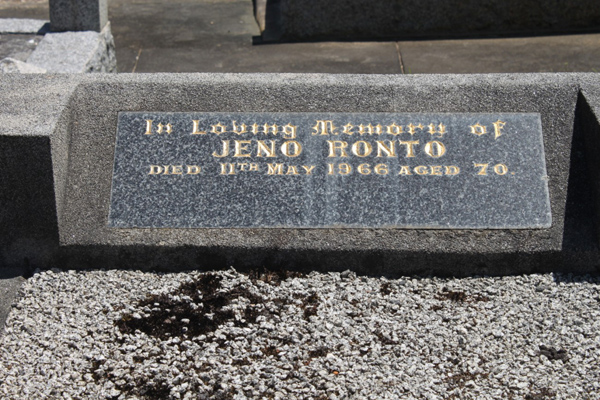 In Loving Memory of
JENO RONTO
DIED 11TH MAY 1966 AGED 70